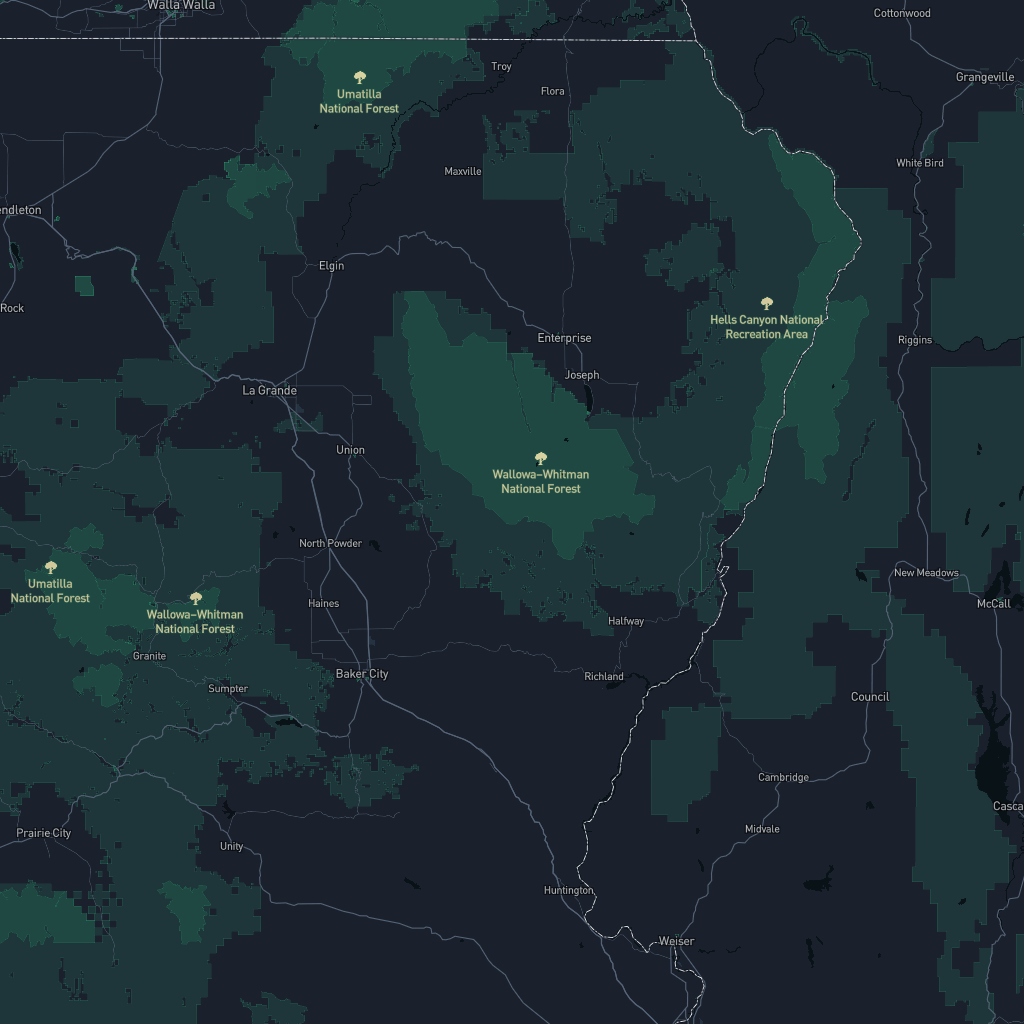 Walla Walla
Cottonwood
Troy
Grangeville
Umatilla
National Forest
Flora
Maxville
White Bird
endleton
Elgin
Rock
Hells Canyon National
Recreation Area
Enterprise
Riggins
Joseph
La Grande
Union
Wallowa–Whitman
National Forest
North Powder
New Meadows
Umatilla
National Forest
Haines
McCall
Wallowa–Whitman
National Forest
Halfway
Granite
Baker City
Richland
Sumpter
Council
Cambridge
Casca
Prairie City
Midvale
Unity
Huntington
Weiser